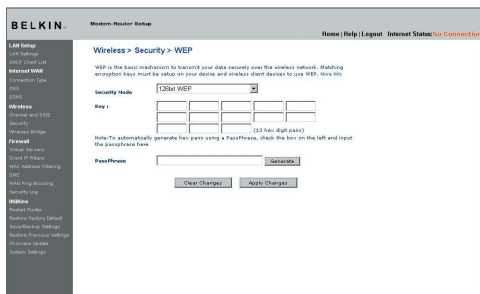 BELKIN™
Modem-Router Setup
Home | Help | Logout Internet Status: No Connection
LAN Setup
LAN Settings
DHCP Client List
Internet WAN
Connection Type
DNS
DDNS
Wireless
Channel and SSID
Security
Wireless Bridge
Firewall
Virtual Servers
Client IP Filters
MAC Address Filtering
DMZ
WAN Ping Blocking
Security Log
Utilities
Restart Router
Restore Factory Default
Save/Backup Settings
Restore Previous Settings
Firmware Update
System Settings
Wireless > Security > WEP
WEP is the basic mechanism to transmit your data securely over the wireless network. Matching
encryption keys must be setup on your device and wireless client devices to use WEP. More Info
Security Mode
128bit WEP
Key :
(13 hex digit pairs)
Note:To automatically generate hex pairs using a PassPhrase, check the box on the left and input
the passphrase here
PassPhrase
Generate
Clear Changes
Apply Changes